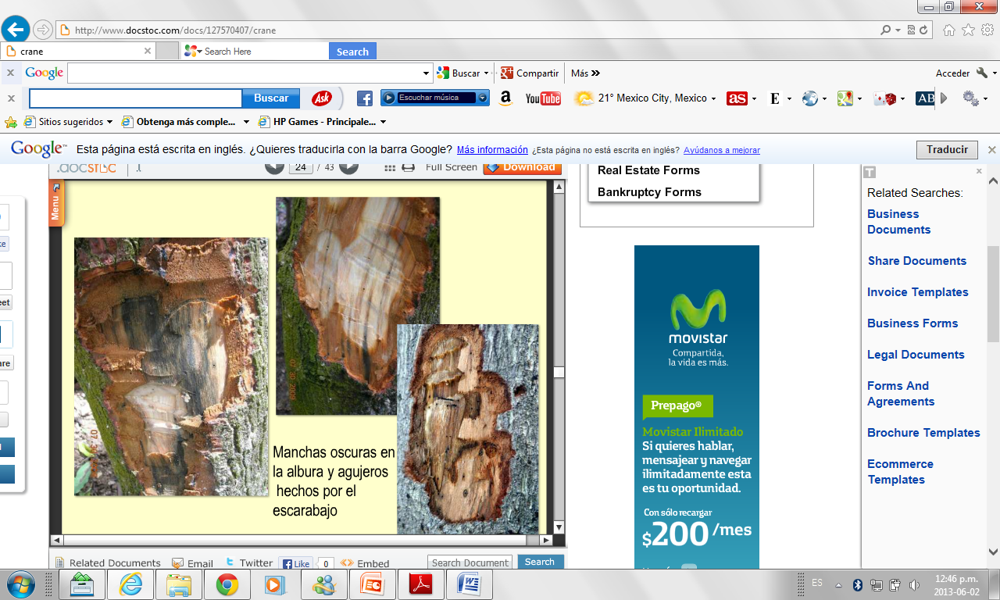 http://www.docstoc.com/docs/127570407/crane
crane
Search Here
Search
Google
Buscar
Compartir
Más
Acceder
Buscar
Ask
Escuchar música
a
YouTube
21° Mexico City, Mexico
as
E
AB
Sitios sugeridos
Obtenga más comple...
HP Games - Principale...
Google™
Esta página está escrita en inglés. ¿Quieres traducirla con la barra Google?
Más información
¿Esta página no está escrita en inglés?
Ayúdanos a mejorar
Traducir
docstoc
24 / 43
Full Screen
Download
Menu
Manchas oscuras en
la albura y agujeros
hechos por el
escarabajo
Related Documents
Email
Twitter
Like
0
Embed
Search Document
Search
Real Estate Forms
Bankruptcy Forms
movistar
Compartida,
la vida es más.
Prepago®
Movistar Ilimitado
Si quieres hablar,
mensajear y navegar
ilimitadamente esta
es tu oportunidad.
Con sólo recargar
$200/mes
T
Related Searches:
Business
Documents
Share Documents
Invoice Templates
Business Forms
Legal Documents
Forms And
Agreements
Brochure Templates
Ecommerce
Templates
ES
12:46 p.m.
2013-06-02